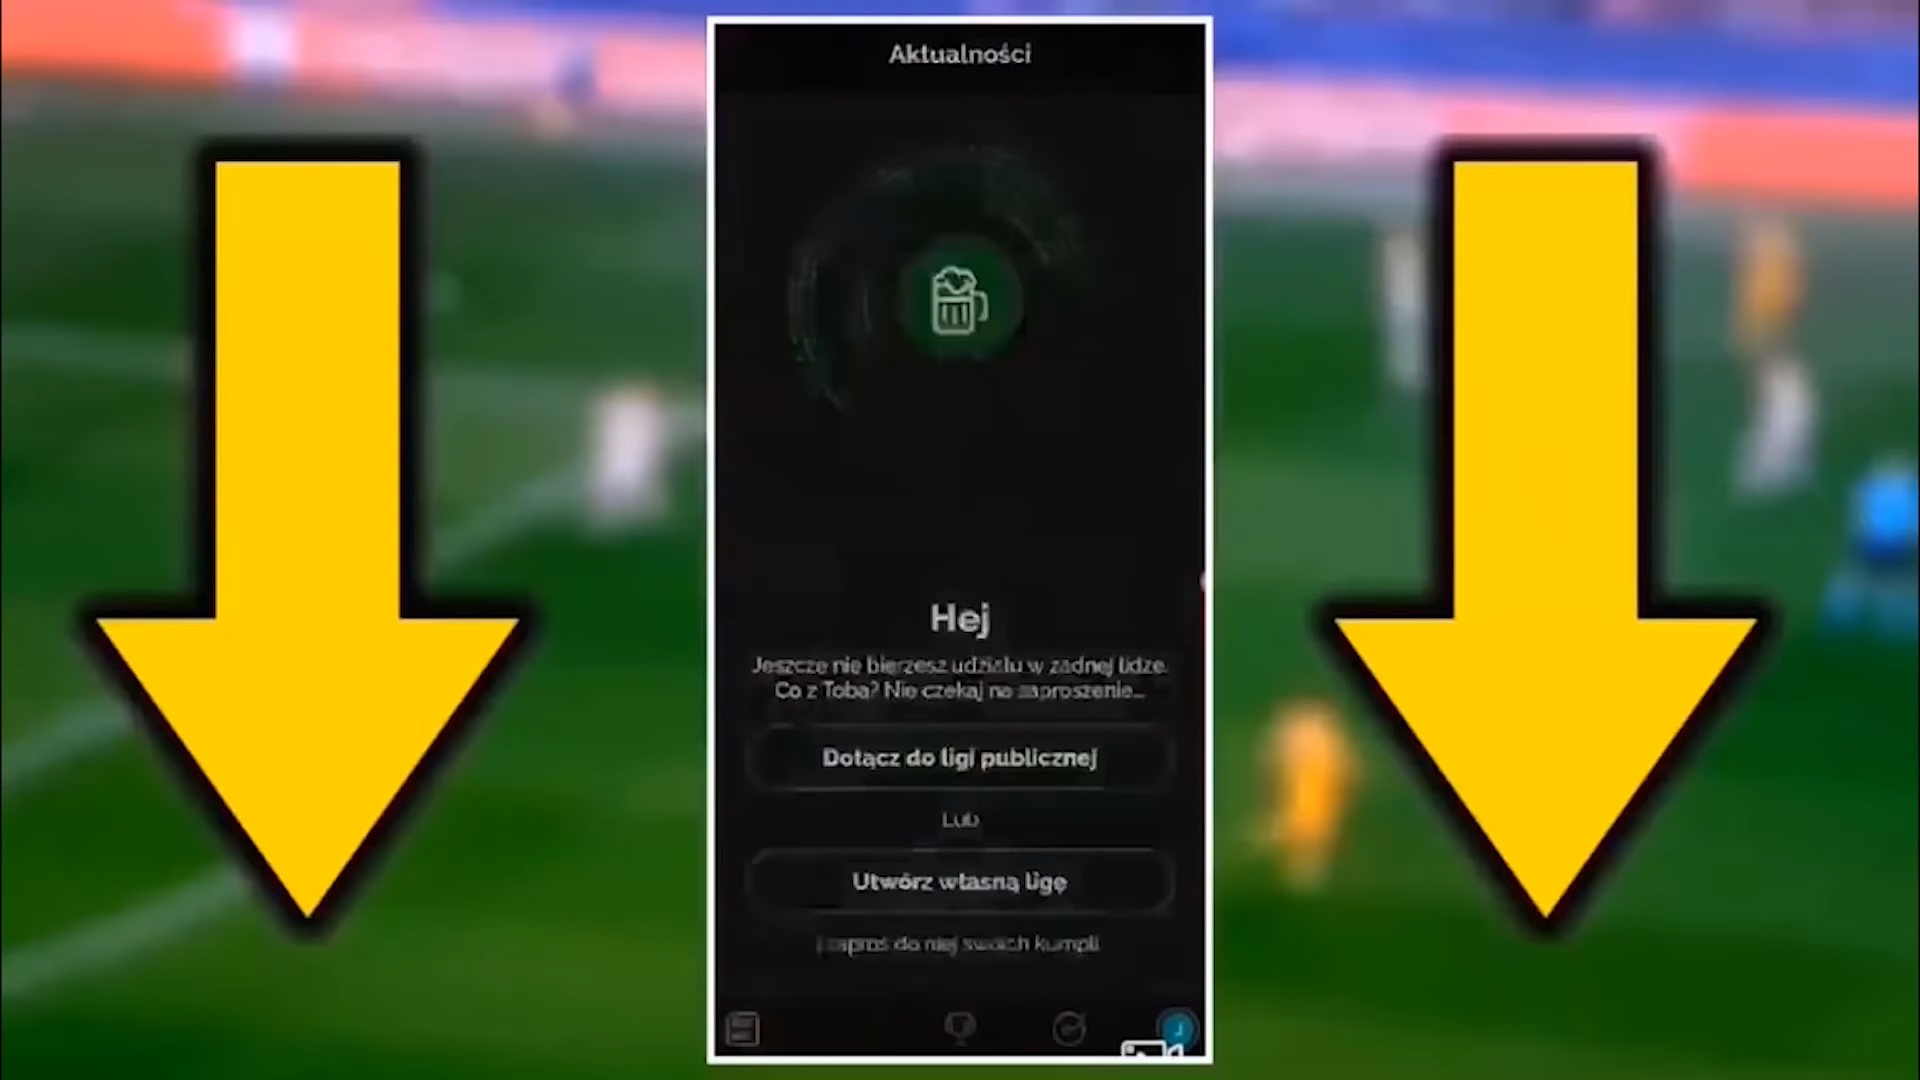 Aktualności
Hej
Jeszcze nie bierzesz udziału w żadnej lidze.
Co z Tobą? Nie czekaj na zaproszenie...
Dołącz do ligi publicznej
Lub
Utwórz własną ligę
i zaproś do niej swoich kumpli
J